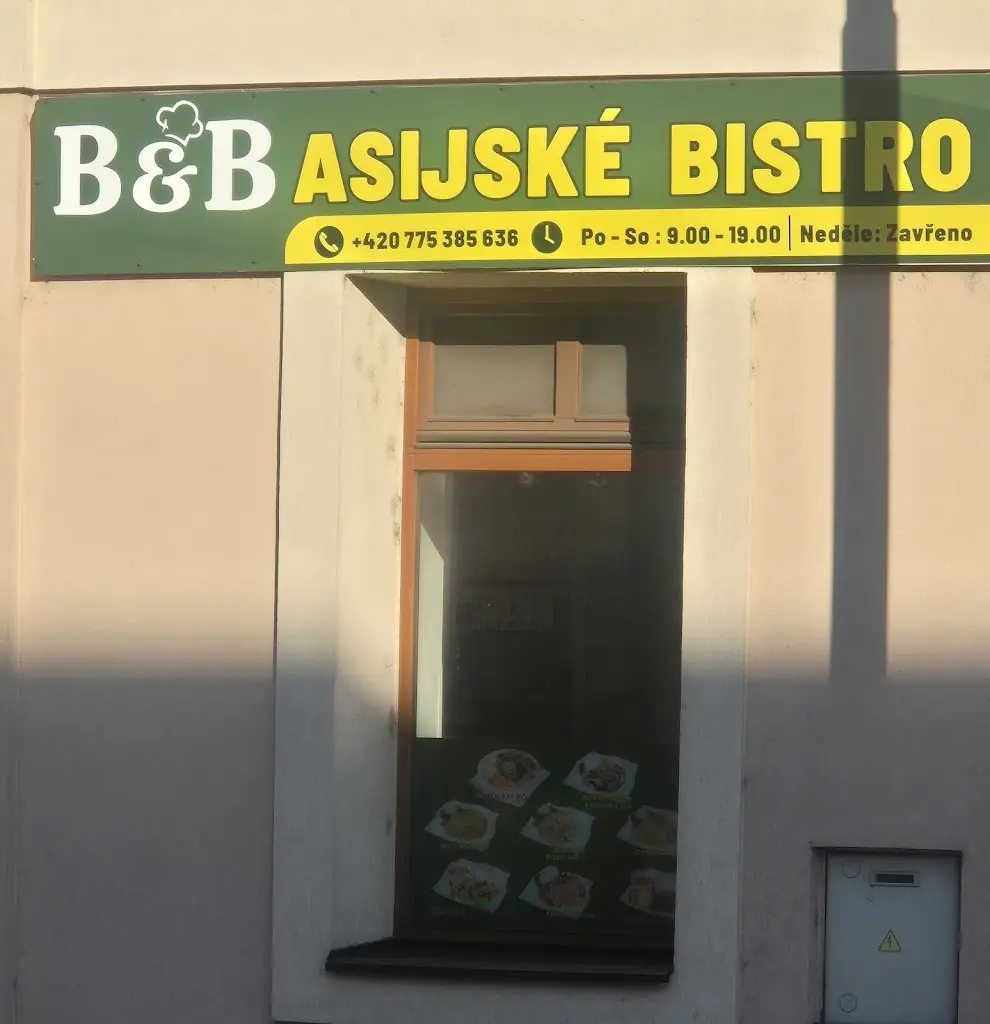 B&B ASIJSKÉ BISTRO
+420 775 385 636 Po - So : 9.00 - 19.00 | Neděle: Zavřeno